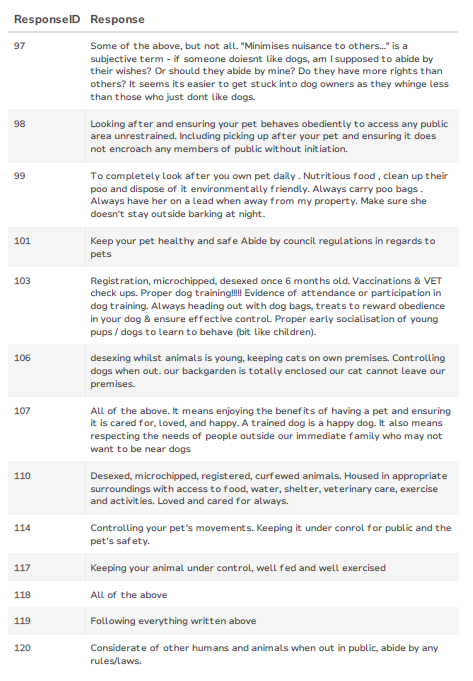 ResponseID Response
97 Some of the above, but not all. "Minimises nuisance to others..." is a
subjective term - if someone doiesnt like dogs, am I supposed to abide by
their wishes? Or should they abide by mine? Do they have more rights than
others? It seems its easier to get stuck into dog owners as they whinge less
than those who just dont like dogs.
98 Looking after and ensuring your pet behaves obediently to access any public
area unrestrained. Including picking up after your pet and ensuring it does
not encroach any members of public without initiation.
99 To completely look after you own pet daily . Nutritious food , clean up their
poo and dispose of it environmentally friendly. Always carry poo bags .
Always have her on a lead when away from my property. Make sure she
doesn't stay outside barking at night.
101 Keep your pet healthy and safe Abide by council regulations in regards to
pets
103 Registration, microchipped, desexed once 6 months old. Vaccinations & VET
check ups. Proper dog training!!!!! Evidence of attendance or participation in
dog training. Always heading out with dog bags, treats to reward obedience
in your dog & ensure effective control. Proper early socialisation of young
pups / dogs to learn to behave (bit like children).
106 desexing whilst animals is young, keeping cats on own premises. Controlling
dogs when out. our backgarden is totally enclosed our cat cannot leave our
premises.
107 All of the above. It means enjoying the benefits of having a pet and ensuring
it is cared for, loved, and happy. A trained dog is a happy dog. It also means
respecting the needs of people outside our immediate family who may not
want to be near dogs
110 Desexed, microchipped, registered, curfewed animals. Housed in appropriate
surroundings with access to food, water, shelter, veterinary care, exercise
and activities. Loved and cared for always.
114 Controlling your pet's movements. Keeping it under conrol for public and the
pet's safety.
117 Keeping your animal under control, well fed and well exercised
118 All of the above
119 Following everything written above
120 Considerate of other humans and animals when out in public, abide by any
rules/laws.